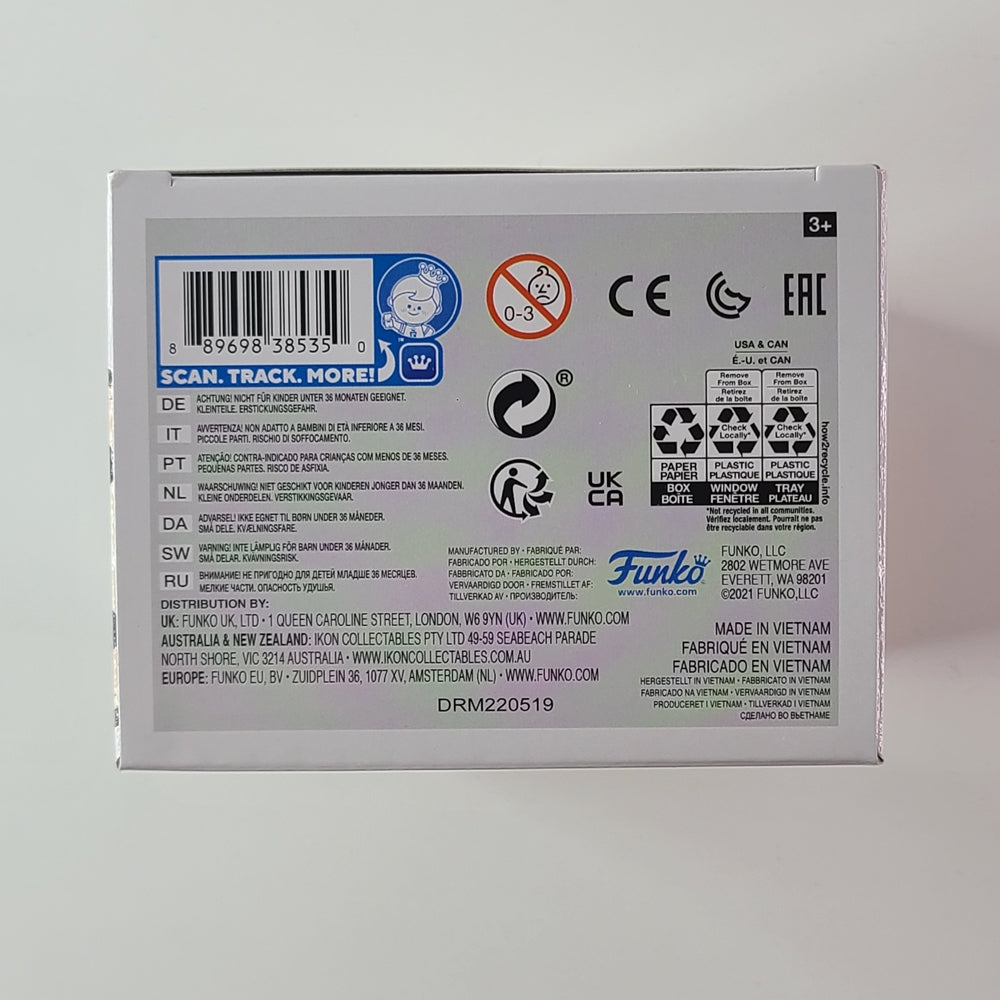 3+
8 89698 38535 0
SCAN. TRACK. MORE!
™
0-3
CE
EAC
®
UK
CA
USA & CAN
É.-U. et CAN
Remove From Box
Retirez de la boîte
Remove From Box
Retirez de la boîte
Check Locally*
Check Locally*
PAPER PAPIER
PLASTIC PLASTIQUE
PLASTIC PLASTIQUE
BOX BOÎTE
WINDOW FENÊTRE
TRAY PLATEAU
*Not recycled in all communities.
Vérifiez localement. Pourrait ne pas
être recyclable dans votre région.
how2recycle.info
DE ACHTUNG! NICHT FÜR KINDER UNTER 36 MONATEN GEEIGNET.
KLEINTEILE. ERSTICKUNGSGEFAHR.
IT AVVERTENZA! NON ADATTO A BAMBINI DI ETÀ INFERIORE A 36 MESI.
PICCOLE PARTI. RISCHIO DI SOFFOCAMENTO.
PT ATENÇÃO! CONTRA-INDICADO PARA CRIANÇAS COM MENOS DE 36 MESES.
PEQUENAS PARTES. RISCO DE ASFIXIA.
NL WAARSCHUWING! NIET GESCHIKT VOOR KINDEREN JONGER DAN 36 MAANDEN.
KLEINE ONDERDELEN. VERSTIKKINGSGEVAAR.
DA ADVARSEL! IKKE EGNET TIL BØRN UNDER 36 MÅNEDER.
SMÅ DELE. KVÆLNINGSFARE.
SW VARNING! INTE LÄMPLIG FÖR BARN UNDER 36 MÅNADER.
SMÅ DELAR. KVÄVNINGSRISK.
RU ВНИМАНИЕ! НЕ ПРИГОДНО ДЛЯ ДЕТЕЙ МЛАДШЕ 36 МЕСЯЦЕВ.
МЕЛКИЕ ЧАСТИ. ОПАСНОСТЬ УДУШЬЯ.
MANUFACTURED BY • FABRIQUÉ PAR:
FABRICADO POR • HERGESTELLT DURCH:
FABBRICATO DA • FABRICADO POR:
VERVAARDIGD DOOR • FREMSTILLET AF:
TILLVERKAD AV • ПРОИЗВОДИТЕЛЬ:
Funko
www.funko.com
FUNKO, LLC
2802 WETMORE AVE
EVERETT, WA 98201
©2021 FUNKO,LLC
DISTRIBUTION BY:
UK: FUNKO UK, LTD • 1 QUEEN CAROLINE STREET, LONDON, W6 9YN (UK) • WWW.FUNKO.COM
AUSTRALIA & NEW ZEALAND: IKON COLLECTABLES PTY LTD 49-59 SEABEACH PARADE
NORTH SHORE, VIC 3214 AUSTRALIA • WWW.IKONCOLLECTABLES.COM.AU
EUROPE: FUNKO EU, BV • ZUIDPLEIN 36, 1077 XV, AMSTERDAM (NL) • WWW.FUNKO.COM
DRM220519
MADE IN VIETNAM
FABRIQUÉ EN VIETNAM
FABRICADO EN VIETNAM
HERGESTELLT IN VIETNAM • FABBRICATO IN VIETNAM
FABRICADO NA VIETNAM • VERVAARDIGD IN VIETNAM
PRODUCERET I VIETNAM • TILLVERKAD I VIETNAM
СДЕЛАНО ВО ВЬЕТНАМЕ